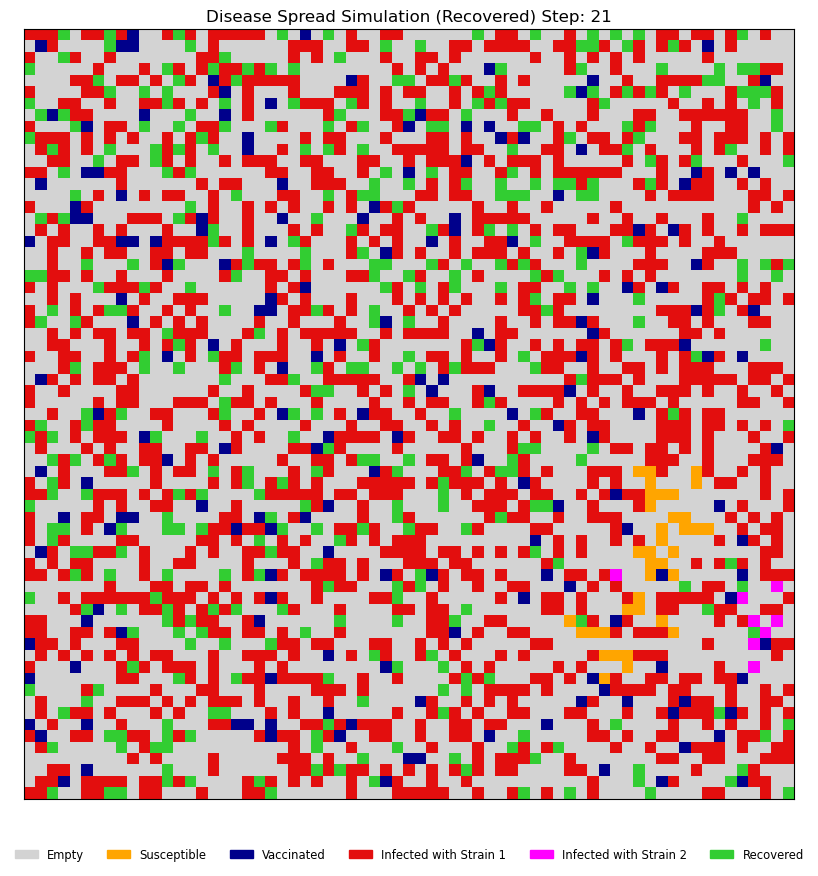 Disease Spread Simulation (Recovered) Step: 21
Empty Susceptible Vaccinated Infected with Strain 1 Infected with Strain 2 Recovered